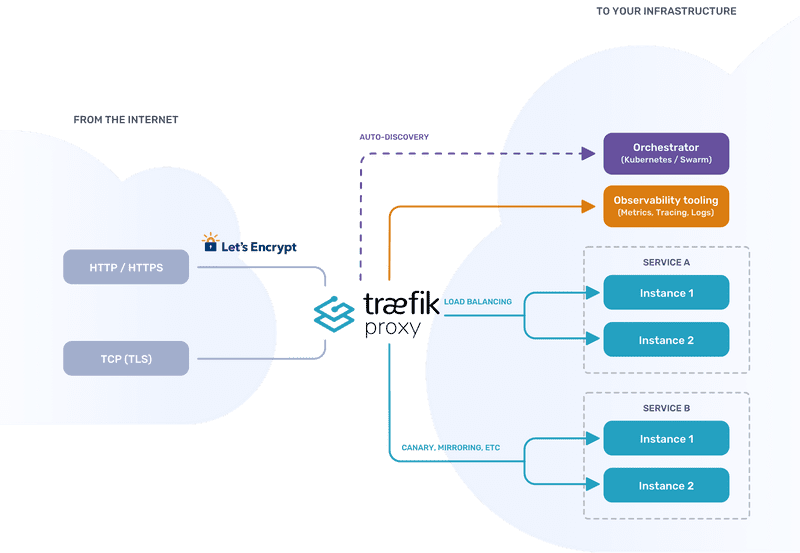 TO YOUR INFRASTRUCTURE
FROM THE INTERNET
AUTO-DISCOVERY
Orchestrator
(Kubernetes / Swarm)
Observability tooling
(Metrics, Tracing, Logs)
Let's Encrypt
HTTP / HTTPS
SERVICE A
Instance 1
træfik
proxy
LOAD BALANCING
Instance 2
TCP (TLS)
SERVICE B
CANARY, MIRRORING, ETC
Instance 1
Instance 2